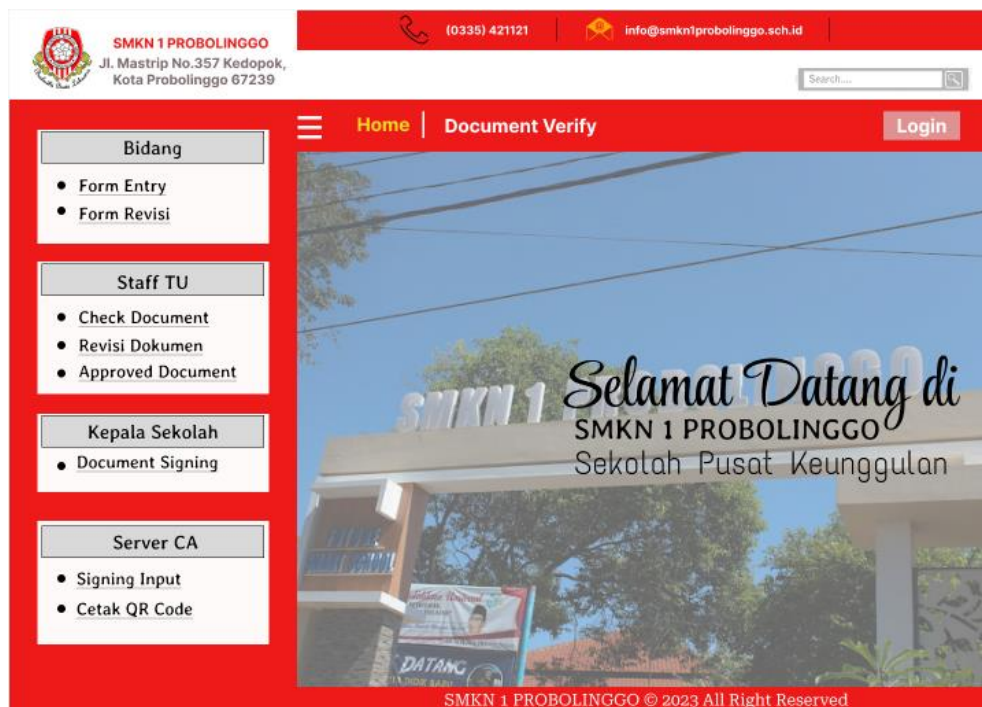 SMKN 1 PROBOLINGGO
Jl. Mastrip No.357 Kedopok,
Kota Probolinggo 67239
(0335) 421121
info@smkn1probolinggo.sch.id
Search....
Home
Document Verify
Login
Bidang
Form Entry
Form Revisi
Staff TU
Check Document
Revisi Dokumen
Approved Document
Kepala Sekolah
Document Signing
Server CA
Signing Input
Cetak QR Code
SMKN 1 PROBOLINGGO
Selamat Datang di
SMKN 1 PROBOLINGGO
Sekolah Pusat Keunggulan
DATANG
SMKN 1 PROBOLINGGO © 2023 All Right Reserved